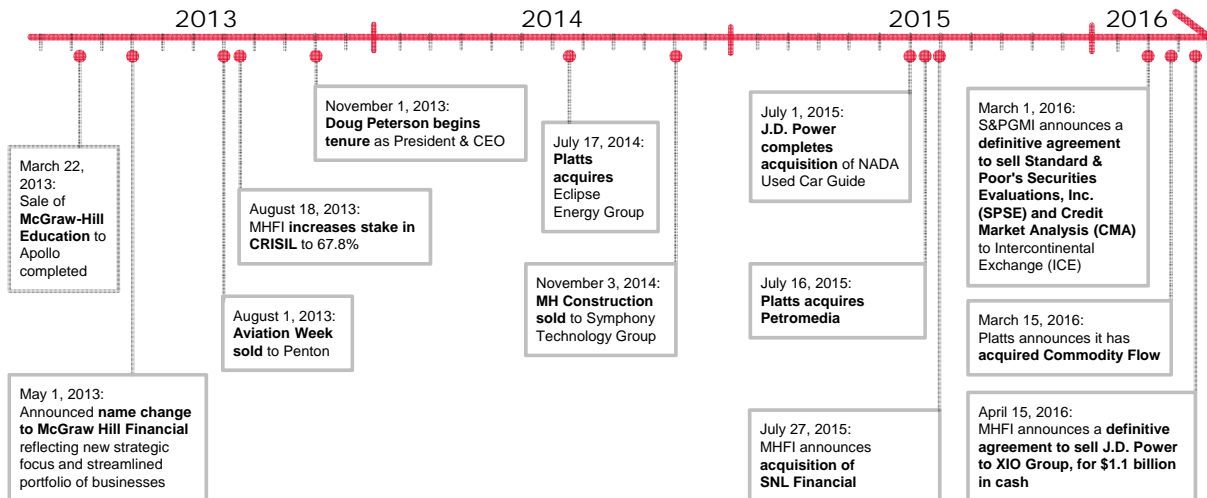 2013
2014
2015
2016
March 22,
2013:
Sale of
McGraw-Hill
Education to
Apollo
completed
May 1, 2013:
Announced name change
to McGraw Hill Financial
reflecting new strategic
focus and streamlined
portfolio of businesses
August 1, 2013:
Aviation Week
sold to Penton
August 18, 2013:
MHFI increases stake in
CRISIL to 67.8%
November 1, 2013:
Doug Peterson begins
tenure as President & CEO
July 17, 2014:
Platts
acquires
Eclipse
Energy Group
November 3, 2014:
MH Construction
sold to Symphony
Technology Group
July 1, 2015:
J.D. Power
completes
acquisition of NADA
Used Car Guide
July 16, 2015:
Platts acquires
Petromedia
July 27, 2015:
MHFI announces
acquisition of
SNL Financial
March 1, 2016:
S&PGMI announces a
definitive agreement
to sell Standard &
Poor's Securities
Evaluations, Inc.
(SPSE) and Credit
Market Analysis (CMA)
to Intercontinental
Exchange (ICE)
March 15, 2016:
Platts announces it has
acquired Commodity Flow
April 15, 2016:
MHFI announces a definitive
agreement to sell J.D. Power
to XIO Group, for $1.1 billion
in cash